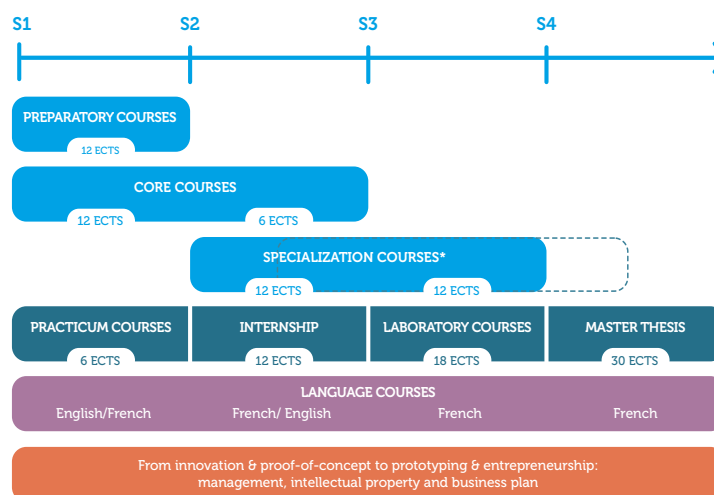 S1 S2 S3 S4
PREPARATORY COURSES
12 ECTS
CORE COURSES
12 ECTS 6 ECTS
SPECIALIZATION COURSES*
12 ECTS 12 ECTS
PRACTICUM COURSES INTERNSHIP LABORATORY COURSES MASTER THESIS
6 ECTS 12 ECTS 18 ECTS 30 ECTS
LANGUAGE COURSES
English/French French/ English French French
From innovation & proof-of-concept to prototyping & entrepreneurship:
management, intellectual property and business plan